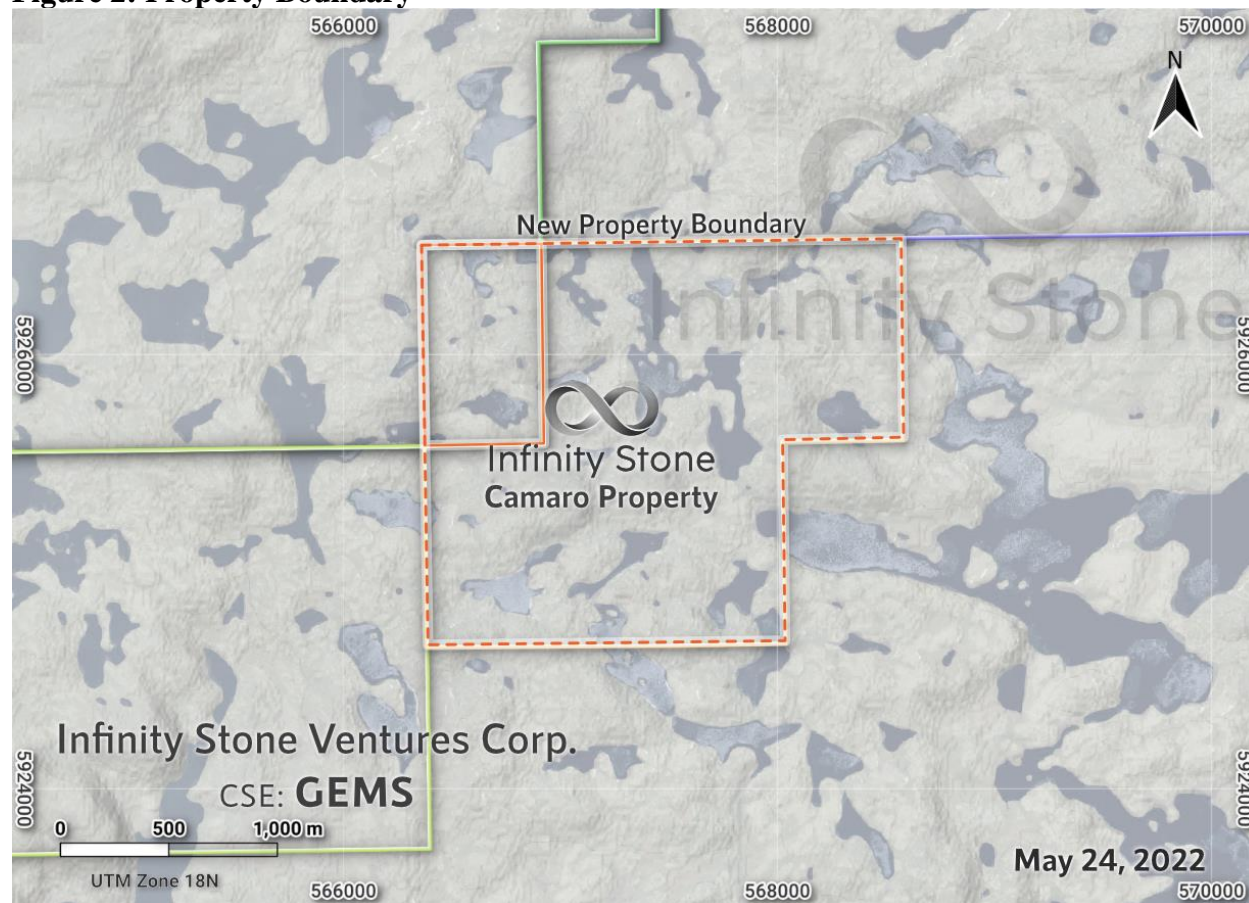 Figure 2: Property Boundary
566000
568000
570000
N
New Property Boundary
Infinity Stone
5926000
5926000
Infinity Stone
Camaro Property
Infinity Stone Ventures Corp.
CSE: GEMS
5924000
5924000
0 500 1,000 m
UTM Zone 18N
May 24, 2022
566000
568000
570000